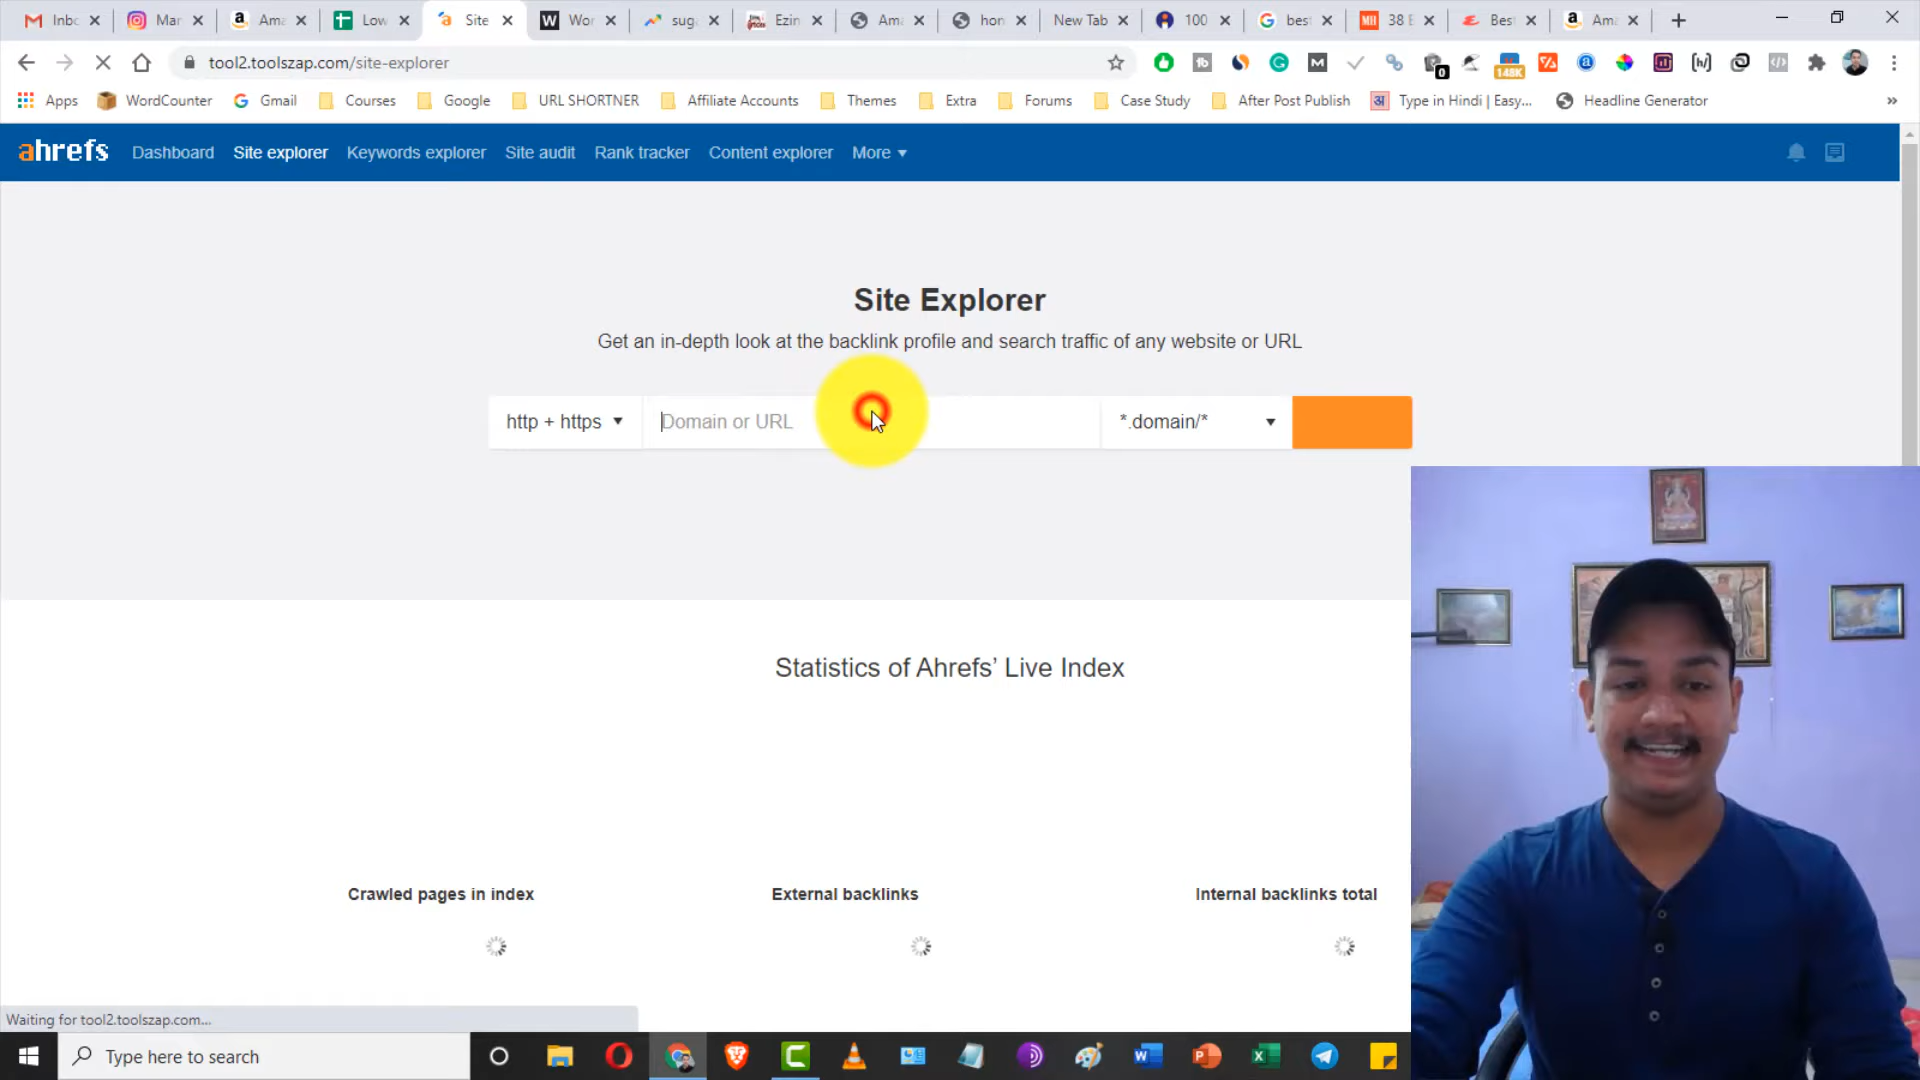 Inbc
Mar
Ama
Low
Site
Wor
sug
Ezin
Ama
hon
New Tab
100
best
38 E
Best
Ama
tool2.toolszap.com/site-explorer
0
148K
Apps
WordCounter
Gmail
Courses
Google
URL SHORTNER
Affiliate Accounts
Themes
Extra
Forums
Case Study
After Post Publish
Type in Hindi | Easy...
Headline Generator
ahrefs
Dashboard
Site explorer
Keywords explorer
Site audit
Rank tracker
Content explorer
More
Site Explorer
Get an in-depth look at the backlink profile and search traffic of any website or URL
http + https
Domain or URL
*.domain/*
Statistics of Ahrefs’ Live Index
Crawled pages in index
External backlinks
Internal backlinks total
Waiting for tool2.toolszap.com...
Type here to search